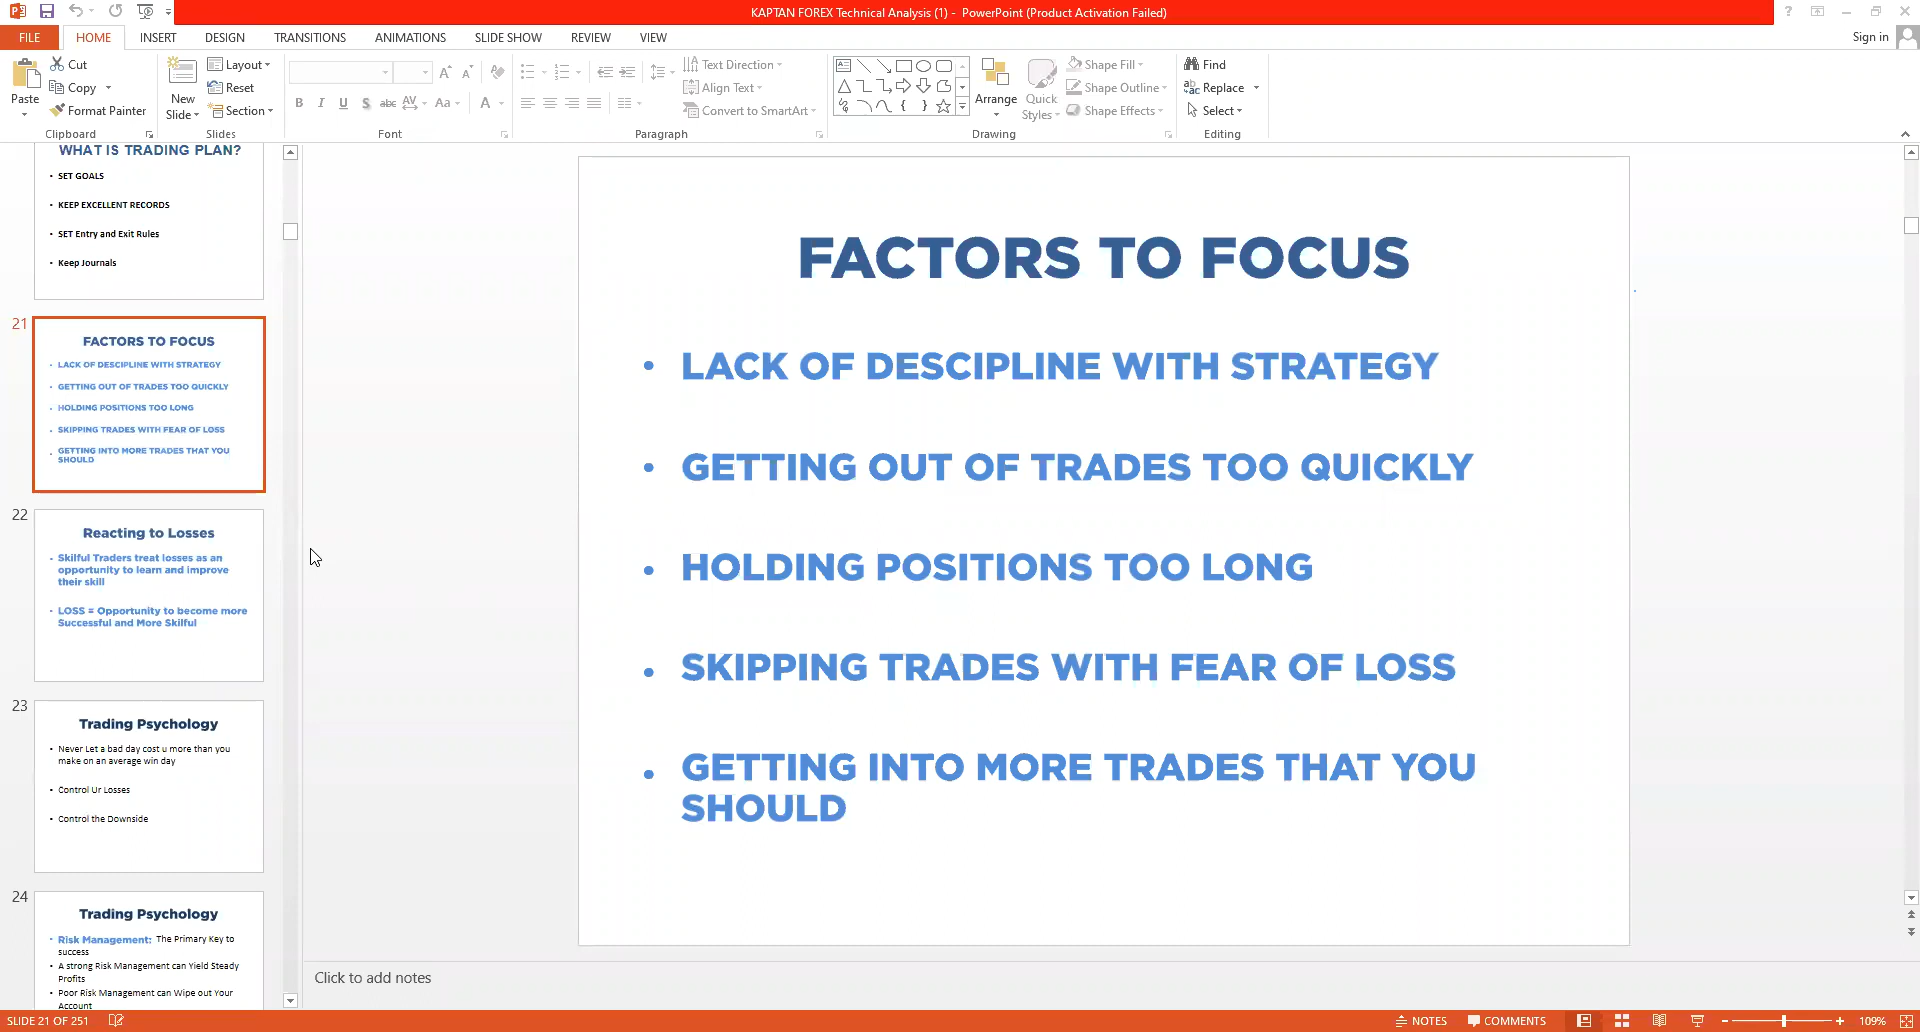 KAPTAN FOREX Technical Analysis (1) - PowerPoint (Product Activation Failed)
FILE HOME INSERT DESIGN TRANSITIONS ANIMATIONS SLIDE SHOW REVIEW VIEW
Sign in
Paste
Cut
Copy
Format Painter
Clipboard
New
Slide
Layout
Reset
Section
Slides
Font
Text Direction
Align Text
Convert to SmartArt
Paragraph
Arrange
Quick
Styles
Shape Fill
Shape Outline
Shape Effects
Drawing
Find
Replace
Select
Editing
WHAT IS TRADING PLAN?
• SET GOALS
• KEEP EXCELLENT RECORDS
• SET Entry and Exit Rules
• Keep Journals
21
FACTORS TO FOCUS
• LACK OF DESCIPLINE WITH STRATEGY
• GETTING OUT OF TRADES TOO QUICKLY
• HOLDING POSITIONS TOO LONG
• SKIPPING TRADES WITH FEAR OF LOSS
• GETTING INTO MORE TRADES THAT YOU
SHOULD
22
Reacting to Losses
• Skilful Traders treat losses as an
opportunity to learn and improve
their skill
• LOSS = Opportunity to become more
Successful and More Skilful
23
Trading Psychology
• Never Let a bad day cost u more than you
make on an average win day
• Control Ur Losses
• Control the Downside
24
Trading Psychology
• Risk Management: The Primary Key to
success
• A strong Risk Management can Yield Steady
Profits
• Poor Risk Management can Wipe out Your
Account
FACTORS TO FOCUS
• LACK OF DESCIPLINE WITH STRATEGY
• GETTING OUT OF TRADES TOO QUICKLY
• HOLDING POSITIONS TOO LONG
• SKIPPING TRADES WITH FEAR OF LOSS
• GETTING INTO MORE TRADES THAT YOU
SHOULD
Click to add notes
SLIDE 21 OF 251
NOTES
COMMENTS
109%